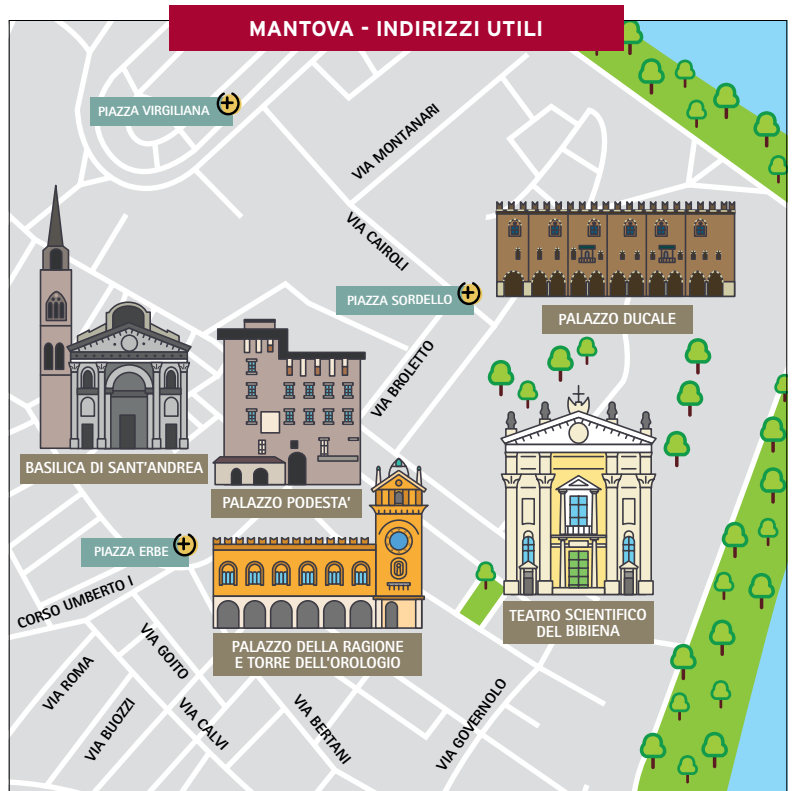 MANTOVA - INDIRIZZI UTILI
PIAZZA VIRGILIANA
VIA MONTANARI
VIA CAIROLI
PIAZZA SORDELLO
PALAZZO DUCALE
VIA BROLETTO
BASILICA DI SANT'ANDREA
PALAZZO PODESTA'
PIAZZA ERBE
CORSO UMBERTO I
TEATRO SCIENTIFICO
DEL BIBIENA
PALAZZO DELLA RAGIONE
E TORRE DELL'OROLOGIO
VIA GOITO
VIA ROMA
VIA BUOZZI
VIA CALVI
VIA BERTANI
VIA GOVERNOLO